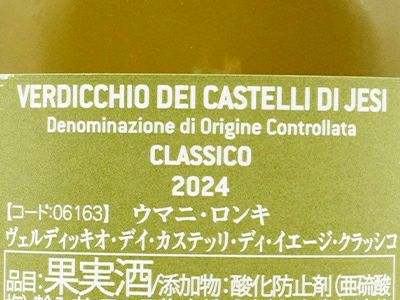 VERDICCHIO DEI CASTELLI DI JESI
Denominazione di Origine Controllata
CLASSICO
2024
【コード:06163】 ウマニ・ロンキ
ヴェルディッキオ・デイ・カステッリ・ディ・イエージ・クラッシコ
品目:果実酒/添加物:酸化防止剤(亜硫酸